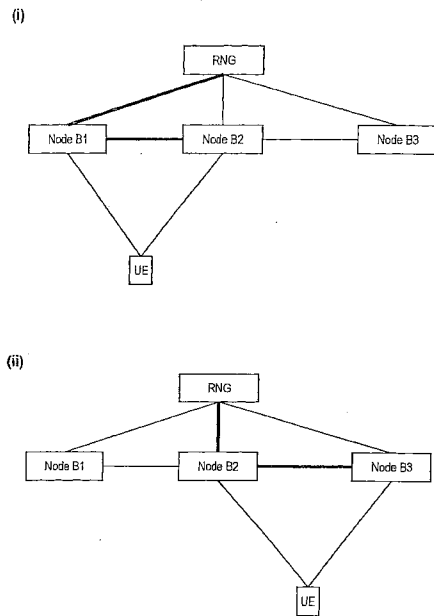 (i)
RNG
Node B1 Node B2 Node B3
UE
(ii)
RNG
Node B1 Node B2 Node B3
UE